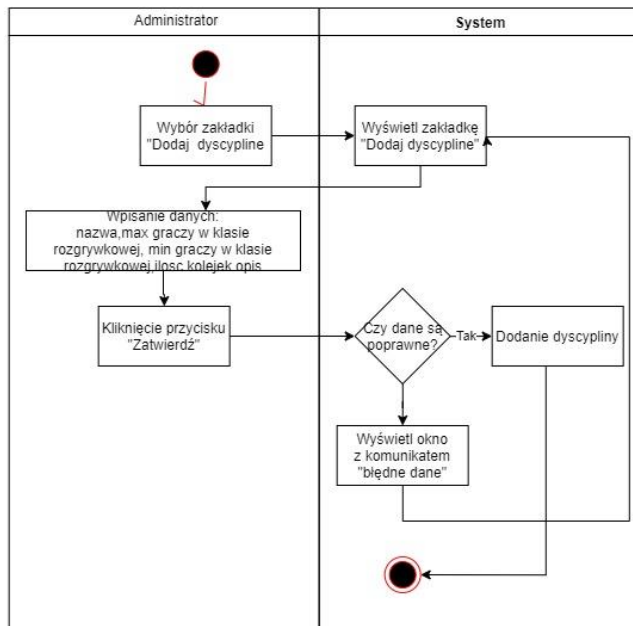 Administrator
System
Wybór zakładki
"Dodaj dyscypline
Wyświetl zakładkę
"Dodaj dyscypline"
Wpisanie danych:
nazwa,max graczy w klasie
rozgrywkowej, min graczy w klasie
rozgrywkowej,ilosc kolejek opis
Kliknięcie przycisku
"Zatwierdź"
Czy dane są
poprawne?
Tak
Dodanie dyscypliny
Wyświetl okno
z komunikatem
"błędne dane"